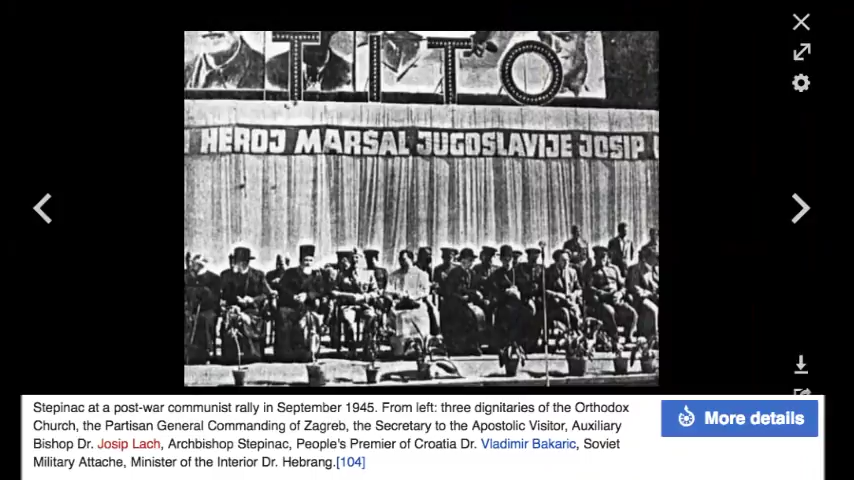 TITO
HEROJ MARŠAL JUGOSLAVIJE JOSIP
Stepinac at a post-war communist rally in September 1945. From left: three dignitaries of the Orthodox
Church, the Partisan General Commanding of Zagreb, the Secretary to the Apostolic Visitor, Auxiliary
Bishop Dr. Josip Lach, Archbishop Stepinac, People's Premier of Croatia Dr. Vladimir Bakaric, Soviet
Military Attache, Minister of the Interior Dr. Hebrang.[104]
More details